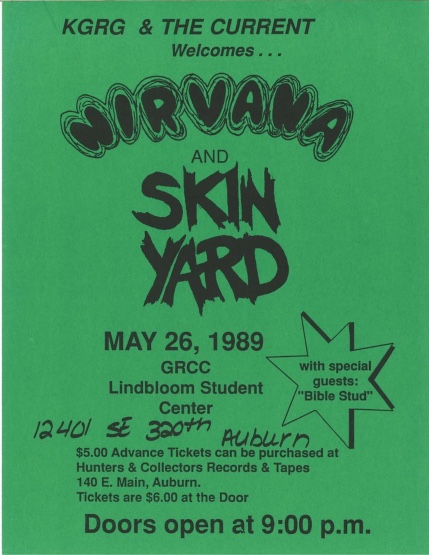 KGRG & THE CURRENT
Welcomes . . .
NIRVANA
AND
SKIN
YARD
MAY 26, 1989
GRCC
Lindbloom Student
Center
with special
guests:
"Bible Stud"
12401 SE 320th Auburn
$5.00 Advance Tickets can be purchased at
Hunters & Collectors Records & Tapes
140 E. Main, Auburn.
Tickets are $6.00 at the Door
Doors open at 9:00 p.m.